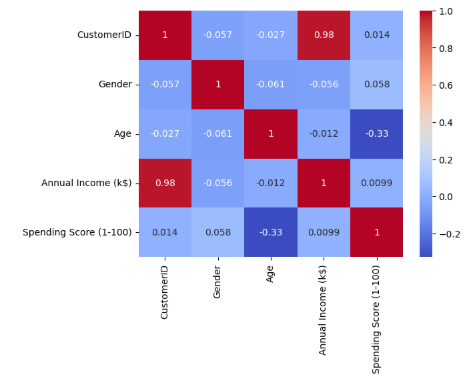 CustomerID 1 -0.057 -0.027 0.98 0.014
Gender -0.057 1 -0.061 -0.056 0.058
Age -0.027 -0.061 1 -0.012 -0.33
Annual Income (k$) 0.98 -0.056 -0.012 1 0.0099
Spending Score (1-100) 0.014 0.058 -0.33 0.0099 1
CustomerID
Gender
Age
Annual Income (k$)
Spending Score (1-100)
1.0
0.8
0.6
0.4
0.2
0.0
−0.2